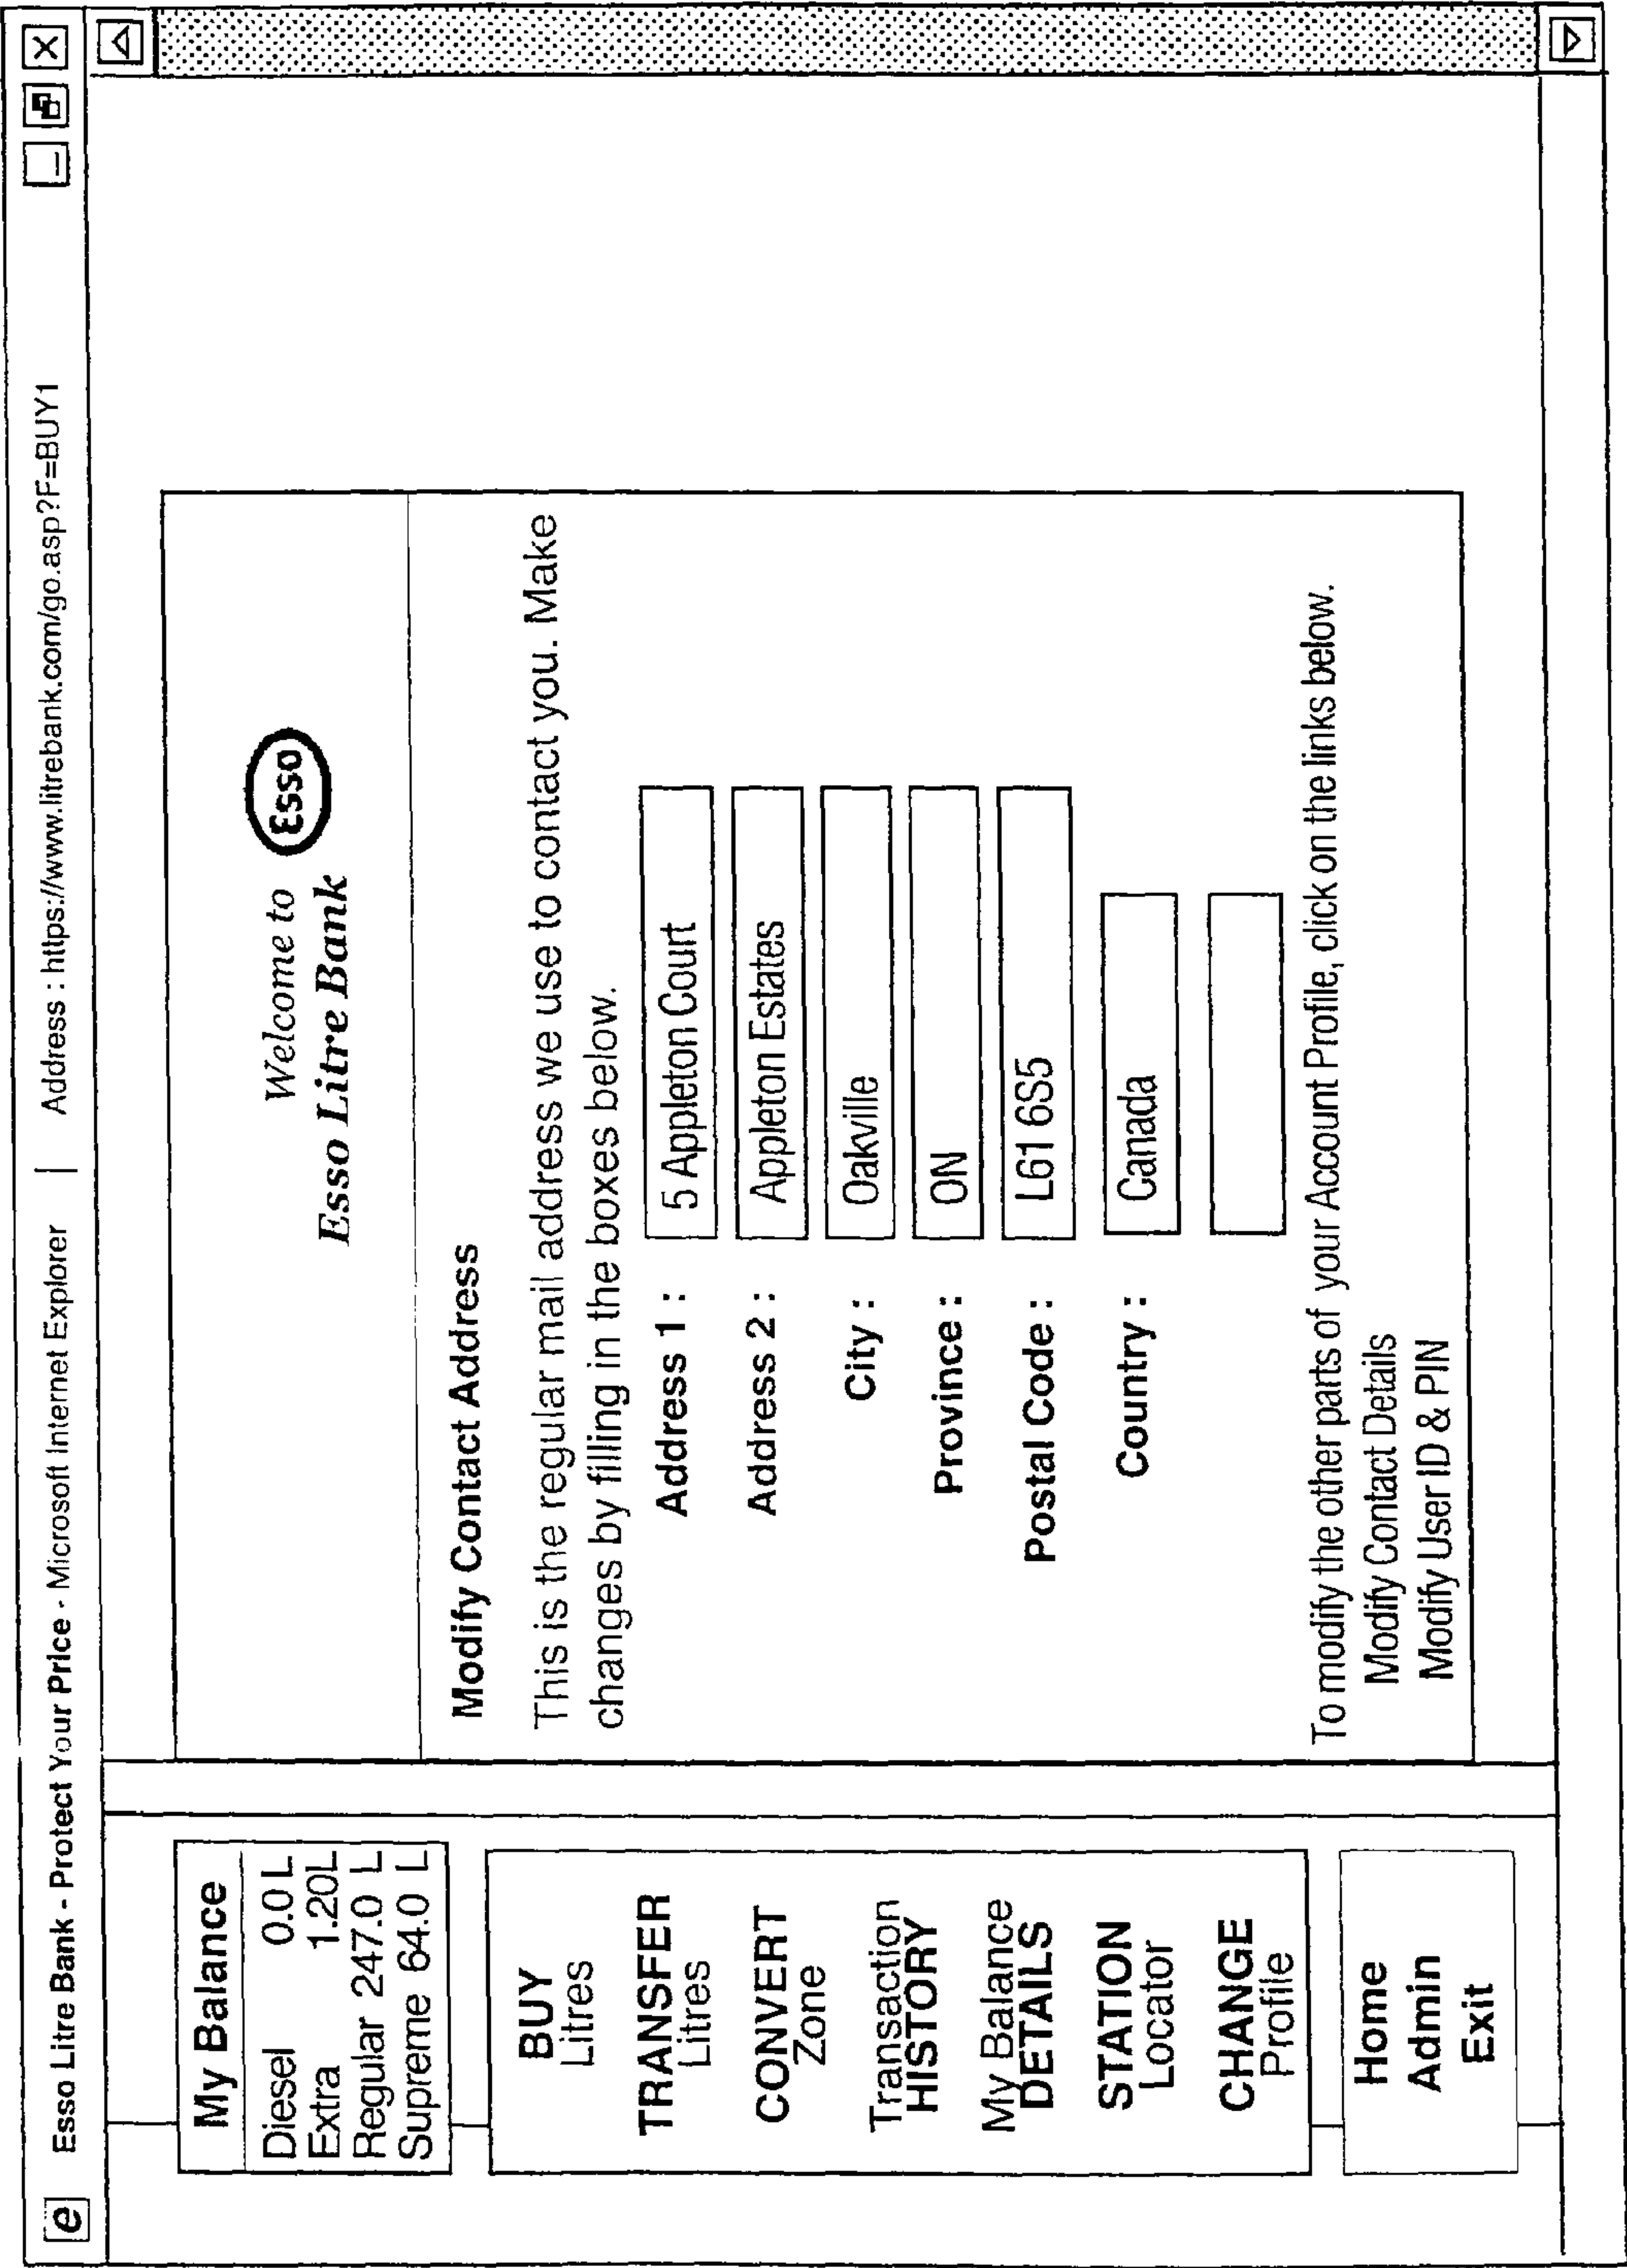 e Esso Litre Bank - Protect Your Price - Microsoft Internet Explorer | Address : https://www.litrebank.com/go.asp?F=BUY1
My Balance
Diesel 0.0 L
Extra 1.20L
Regular 247.0 L
Supreme 64.0 L
BUY
Litres
TRANSFER
Litres
CONVERT
Zone
Transaction
HISTORY
My Balance
DETAILS
STATION
Locator
CHANGE
Profile
Home
Admin
Exit
Welcome to
Esso Litre Bank
Esso
Modify Contact Address
This is the regular mail address we use to contact you. Make
changes by filling in the boxes below.
Address 1 : 5 Appleton Court
Address 2 : Appleton Estates
City : Oakville
Province : ON
Postal Code : L61 6S5
Country : Canada
To modify the other parts of your Account Profile, click on the links below.
Modify Contact Details
Modify User ID & PIN